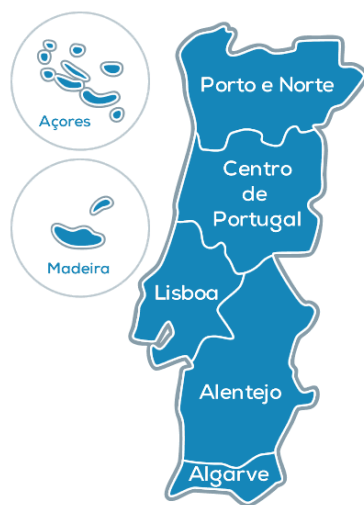 Porto e Norte
Açores
Centro
de
Portugal
Madeira
Lisboa
Alentejo
Algarve